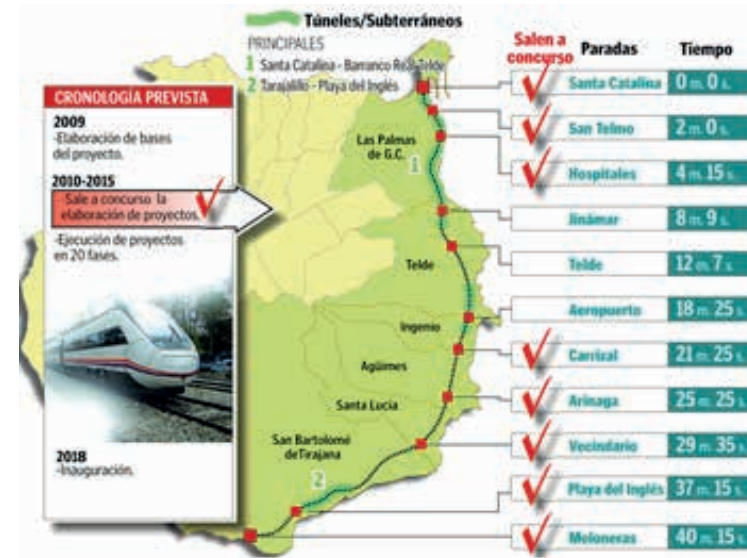 Túneles/Subterráneos
PRINCIPALES
1 Santa Catalina - Barranco Real Telde
2 Tarajalillo - Playa del Inglés
CRONOLOGÍA PREVISTA
2009
-Elaboración de bases
del proyecto.
2010-2015
-Sale a concurso la
elaboración de proyectos.
-Ejecución de proyectos
en 20 fases.
2018
-Inauguración.
Las Palmas
de G.C.
1
Telde
Ingenio
Agüimes
Santa Lucía
San Bartolomé
deTirajana
2
Salen a
concurso Paradas Tiempo
Santa Catalina 0 m. 0 s.
San Telmo 2 m. 0 s.
Hospitales 4 m. 15 s.
Jinámar 8 m. 9 s.
Telde 12 m. 7 s.
Aeropuerto 18 m. 25 s.
Carrizal 21 m. 25 s.
Arinaga 25 m. 25 s.
Vecindario 29 m. 35 s.
Playa del Inglés 37 m. 15 s.
Meloneras 40 m. 15 s.